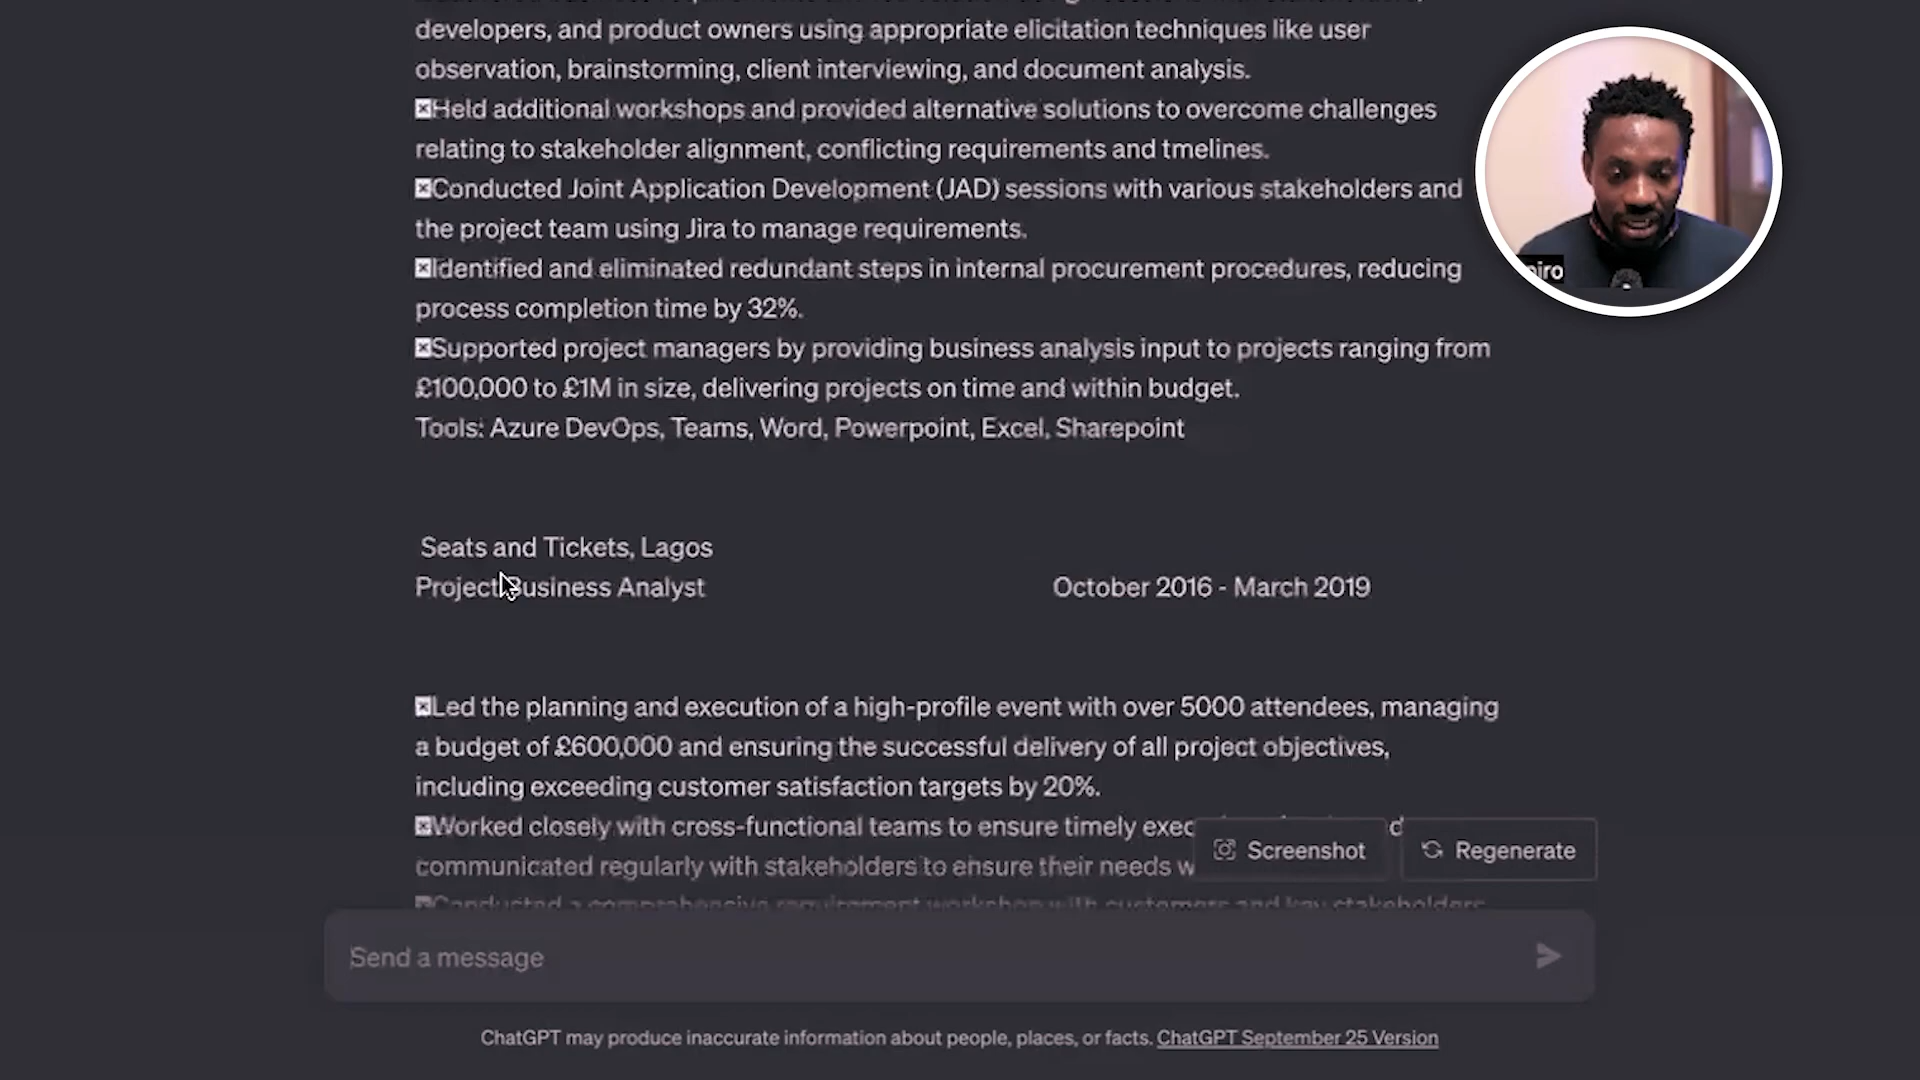 developers, and product owners using appropriate elicitation techniques like user
observation, brainstorming, client interviewing, and document analysis.
Held additional workshops and provided alternative solutions to overcome challenges
relating to stakeholder alignment, conflicting requirements and tmelines.
Conducted Joint Application Development (JAD) sessions with various stakeholders and
the project team using Jira to manage requirements.
Identified and eliminated redundant steps in internal procurement procedures, reducing
process completion time by 32%.
Supported project managers by providing business analysis input to projects ranging from
£100,000 to £1M in size, delivering projects on time and within budget.
Tools: Azure DevOps, Teams, Word, Powerpoint, Excel, Sharepoint
Seats and Tickets, Lagos
Project Business Analyst October 2016 - March 2019
Led the planning and execution of a high-profile event with over 5000 attendees, managing
a budget of £600,000 and ensuring the successful delivery of all project objectives,
including exceeding customer satisfaction targets by 20%.
Worked closely with cross-functional teams to ensure timely
communicated regularly with stakeholders to ensure their needs
Conducted a comprehensive requirement workshop with customers and key stakeholders
Screenshot
Regenerate
Send a message
ChatGPT may produce inaccurate information about people, places, or facts. ChatGPT September 25 Version